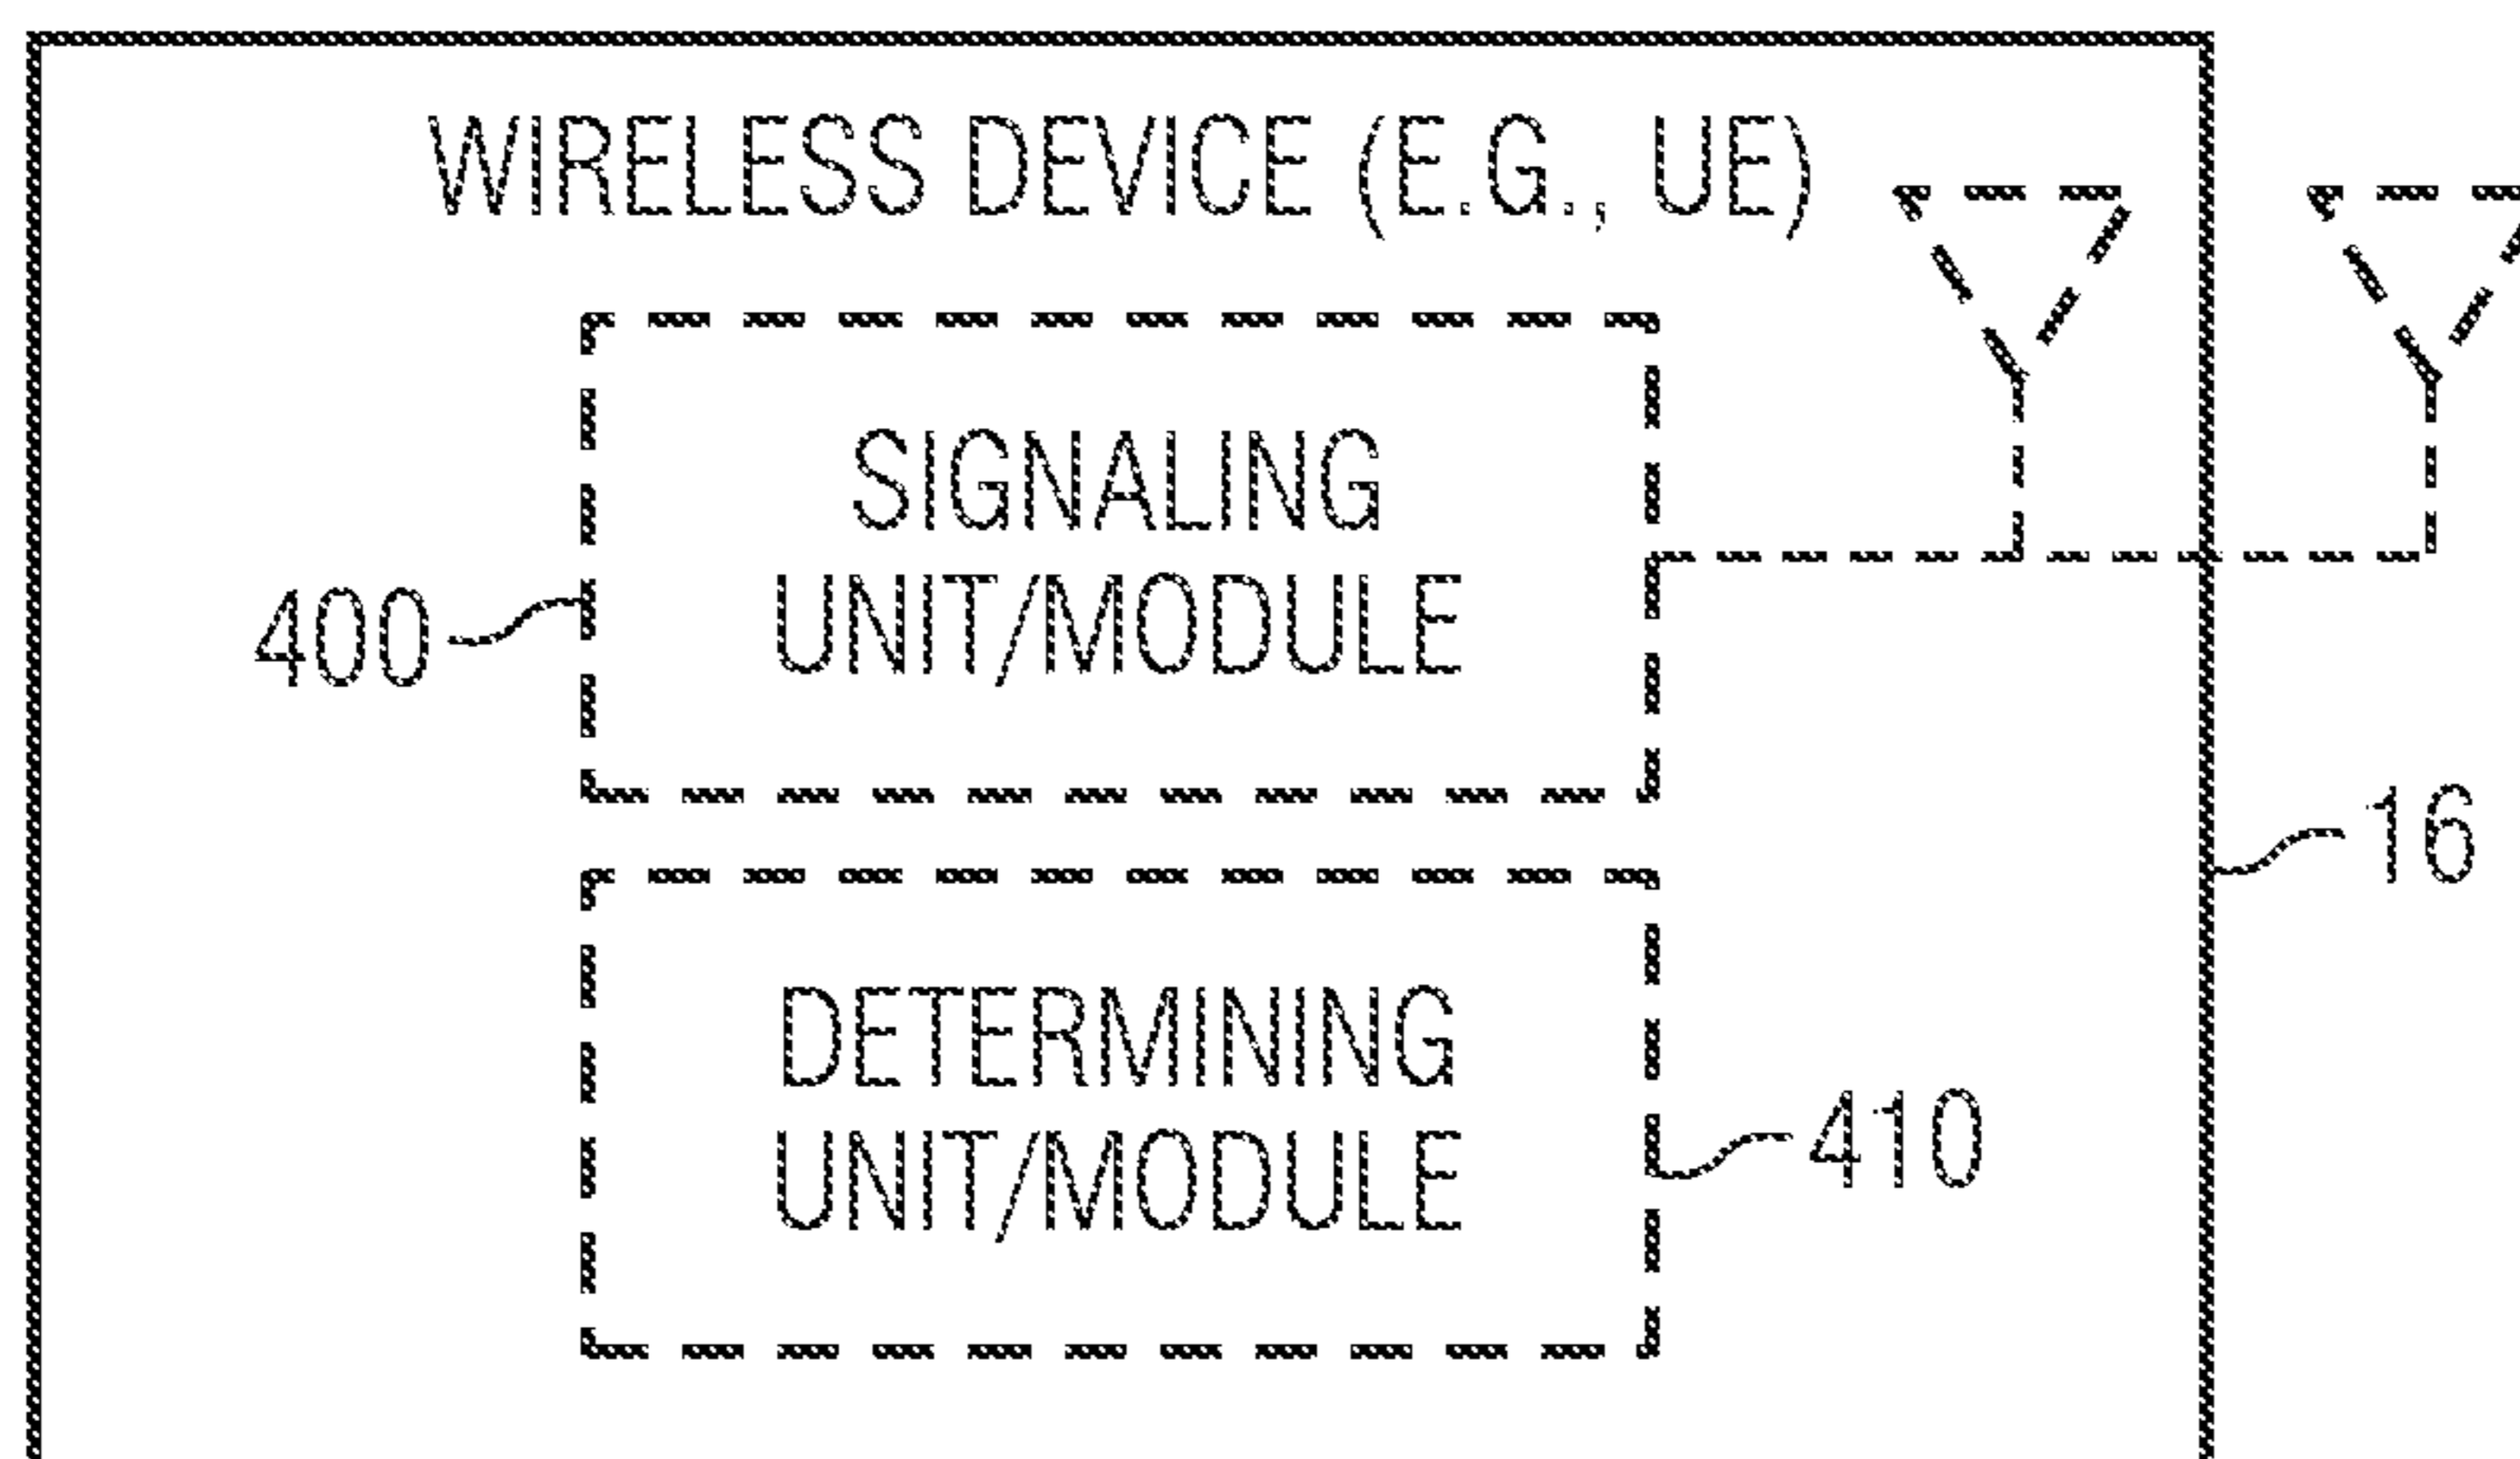 WIRELESS DEVICE (E.G., UE)
SIGNALING
UNIT/MODULE
400
16
DETERMINING
UNIT/MODULE
410